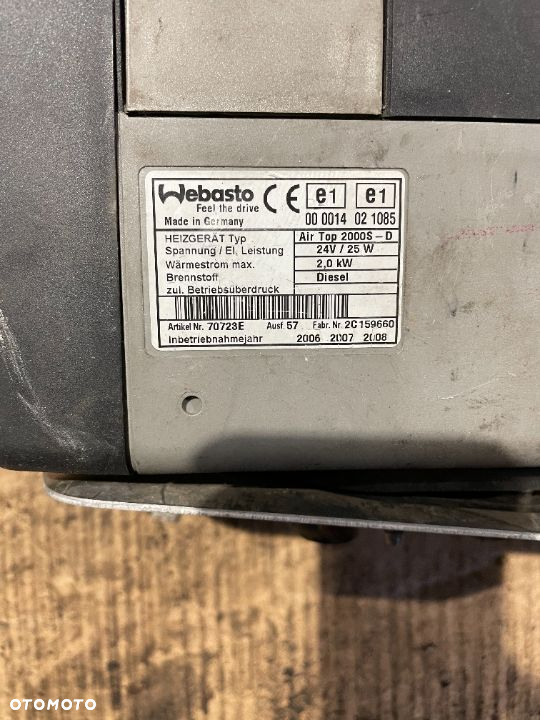 Webasto CE e1 e1
Feel the drive
Made in Germany 00 0014 02 1085
HEIZGERÄT Typ Air Top 2000S-D
Spannung / El. Leistung 24V / 25 W
Wärmestrom max. 2,0 kW
Brennstoff Diesel
zul. Betriebsüberdruck
Artikel Nr. 70723E Ausf. 57 Fabr. Nr. 2C159660
Inbetriebnahmejahr 2006 2007 2008
OTOMOTO